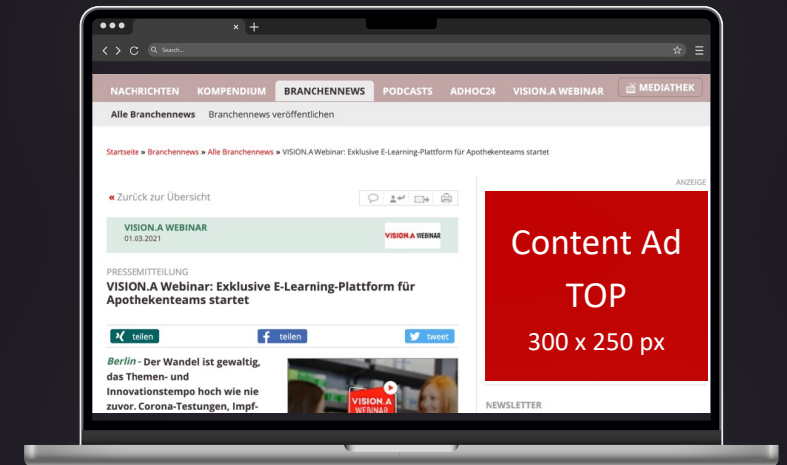 Search...
NACHRICHTEN KOMPENDIUM BRANCHENNEWS PODCASTS ADHOC24 VISION.A WEBINAR MEDIATHEK
Alle Branchennews Branchennews veröffentlichen
Startseite » Branchennews » Alle Branchennews » VISION.A Webinar: Exklusive E-Learning-Plattform für Apothekenteams startet
ANZEIGE
« Zurück zur Übersicht
VISION.A WEBINAR
01.03.2021
VISION.A WEBINAR
PRESSEMITTEILUNG
VISION.A Webinar: Exklusive E-Learning-Plattform für
Apothekenteams startet
teilen
teilen
tweet
Berlin - Der Wandel ist gewaltig,
das Themen- und
Innovationstempo hoch wie nie
zuvor. Corona-Testungen, Impf-
VISION.A
WEBINAR
Content Ad
TOP
300 x 250 px
NEWSLETTER